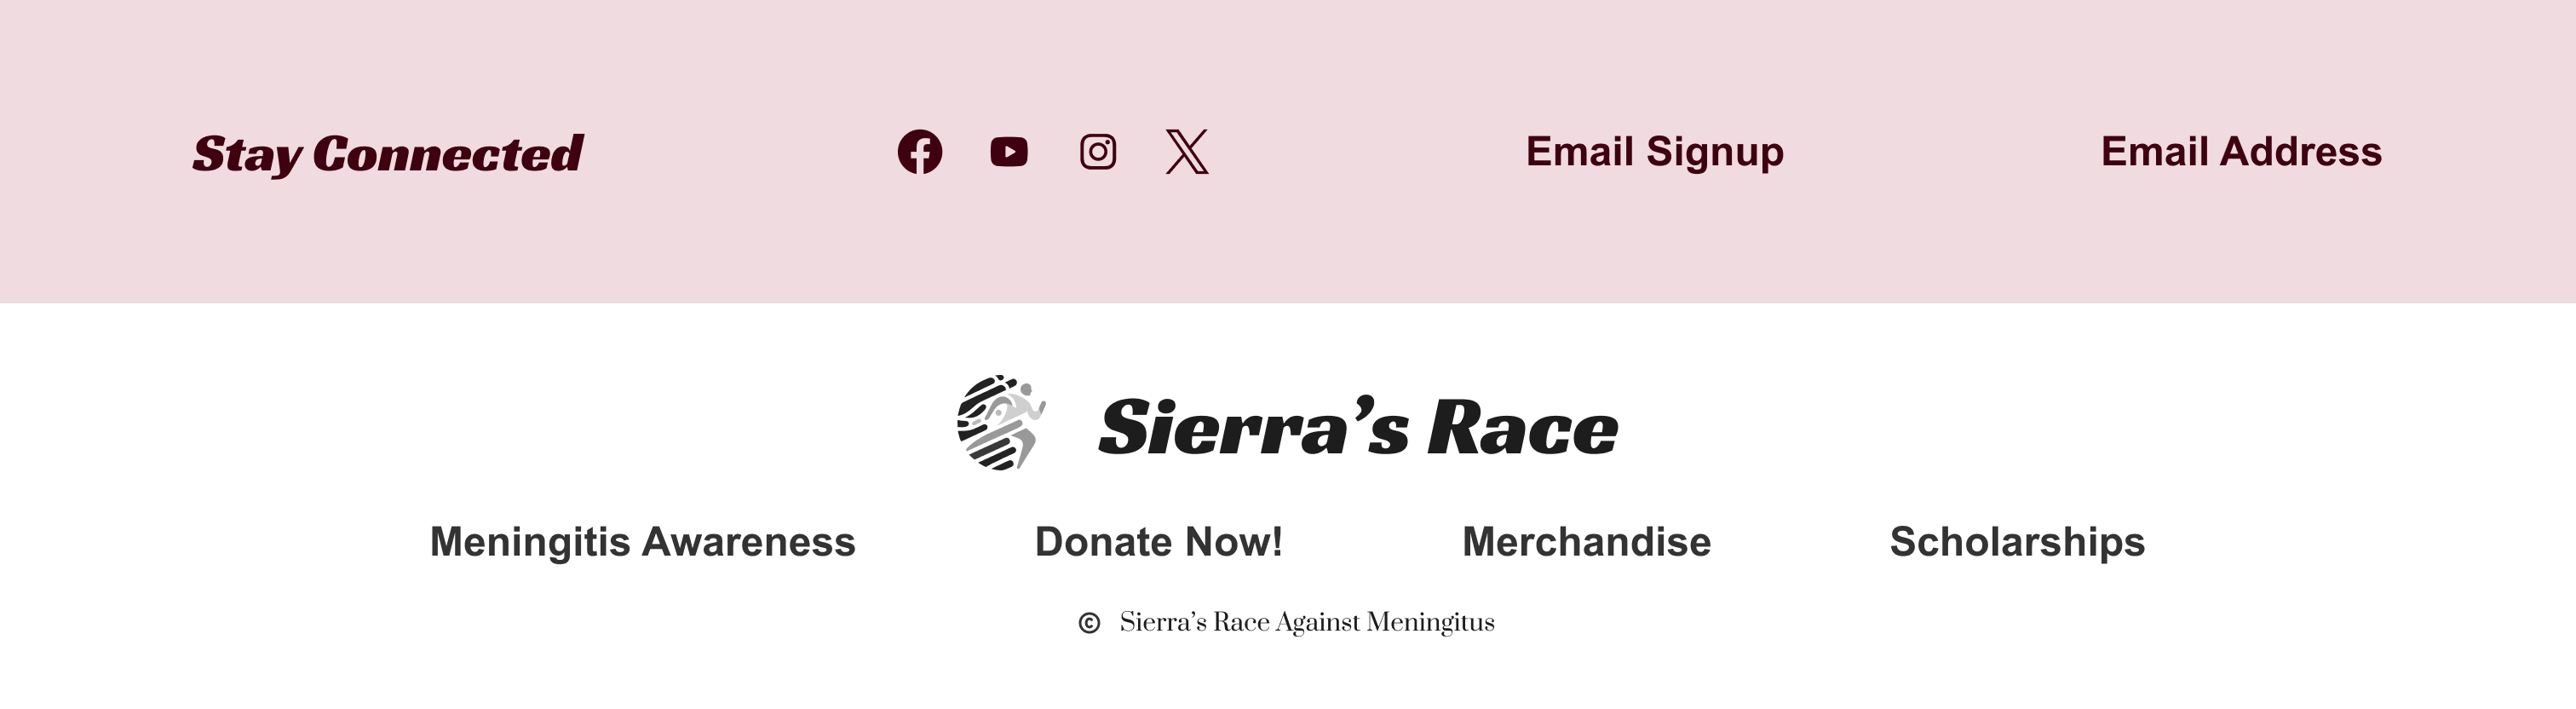 Stay Connected Email Signup Email Address
Sierra’s Race
Meningitis Awareness Donate Now! Merchandise Scholarships
© Sierra’s Race Against Meningitus